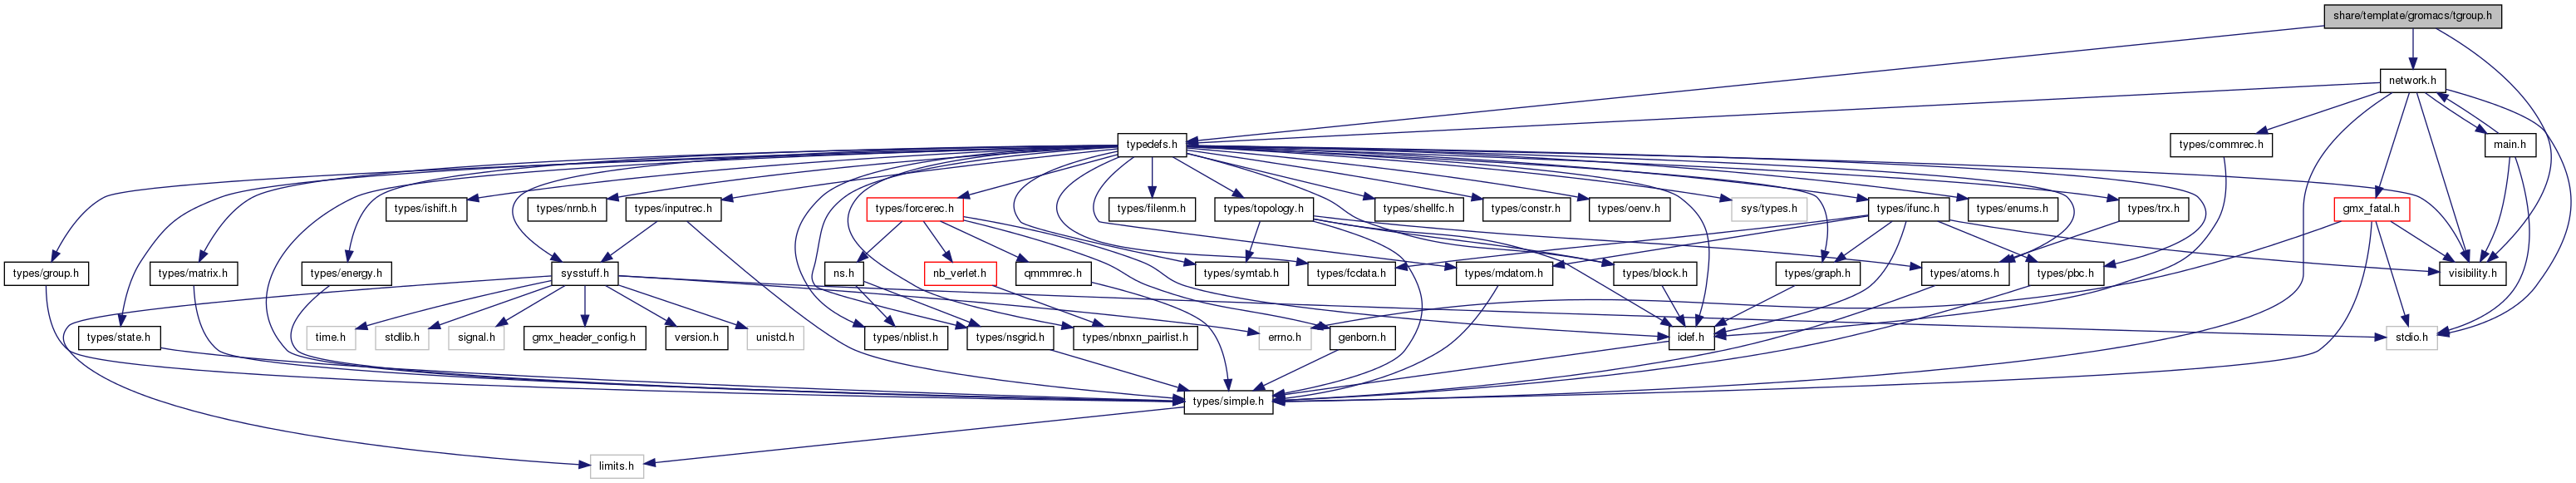 share/template/gromacs/tgroup.h
network.h
typedefs.h
types/commrec.h
main.h
types/ishift.h
types/nrnb.h
types/inputrec.h
types/forcerec.h
types/filenm.h
types/topology.h
types/shellfc.h
types/constr.h
types/oenv.h
sys/types.h
types/ifunc.h
types/enums.h
types/trx.h
gmx_fatal.h
types/group.h
types/matrix.h
types/energy.h
sysstuff.h
ns.h
nb_verlet.h
qmmmrec.h
types/symtab.h
types/fcdata.h
types/mdatom.h
types/block.h
types/graph.h
types/atoms.h
types/pbc.h
visibility.h
types/state.h
time.h
stdlib.h
signal.h
gmx_header_config.h
version.h
unistd.h
types/nblist.h
types/nsgrid.h
types/nbnxn_pairlist.h
errno.h
genborn.h
idef.h
stdio.h
types/simple.h
limits.h